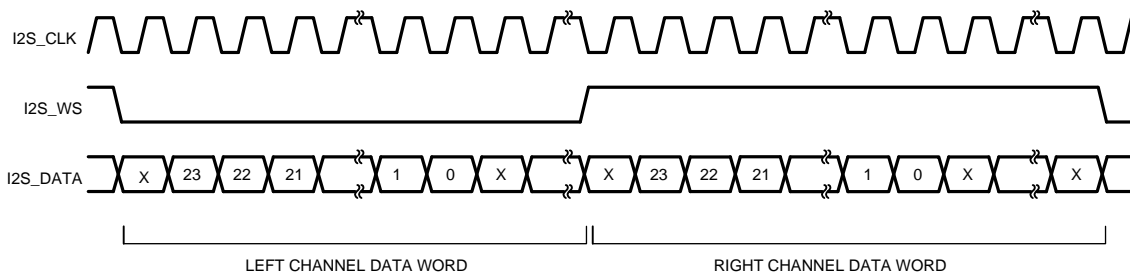 I2S_CLK
I2S_WS
I2S_DATA X 23 22 21 1 0 X X 23 22 21 1 0 X X
LEFT CHANNEL DATA WORD RIGHT CHANNEL DATA WORD